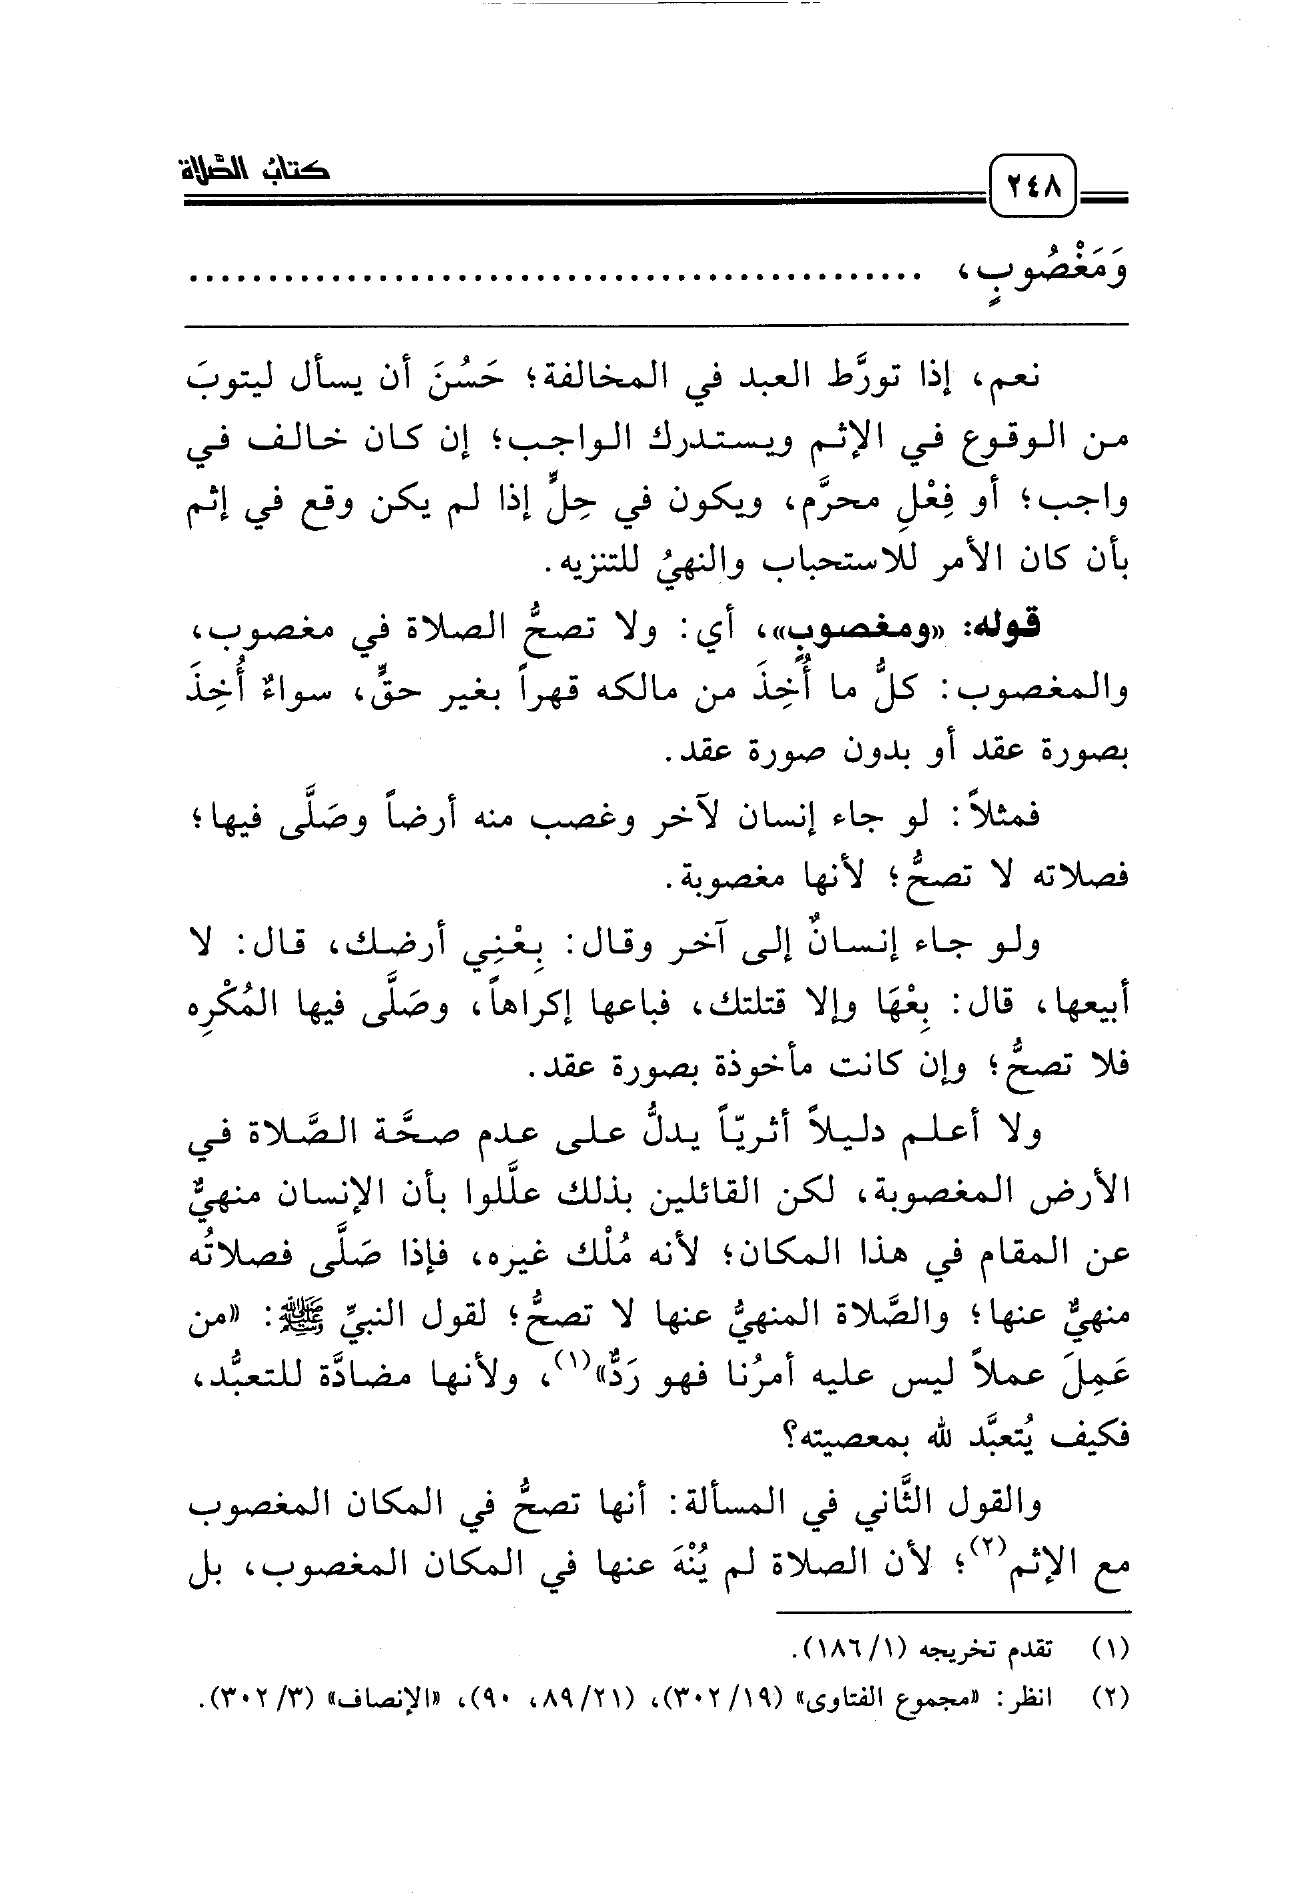 كتاب الصلاة
٢٤٨
وَمَغْصُوبٍ، ................................................
نعم، إذا تورَّط العبد في المخالفة؛ حَسُنَ أن يسأل ليتوبَ
من الوقوع في الإثم ويستدرك الواجب؛ إن كان خالف في
واجب؛ أو فِعْلِ محرَّم، ويكون في حِلٍّ إذا لم يكن وقع في إثم
بأن كان الأمر للاستحباب والنهيُ للتنزيه.
قوله: «ومغصوبٍ»، أي: ولا تصحُّ الصلاة في مغصوب،
والمغصوب: كلُّ ما أُخِذَ من مالكه قهراً بغير حقٍّ، سواءٌ أُخِذَ
بصورة عقد أو بدون صورة عقد.
فمثلاً: لو جاء إنسان لآخر وغصب منه أرضاً وصَلَّى فيها؛
فصلاته لا تصحُّ؛ لأنها مغصوبة.
ولو جاء إنسانٌ إلى آخر وقال: بِعْنِي أرضك، قال: لا
أبيعها، قال: بِعْهَا وإلا قتلتك، فباعها إكراهاً، وصَلَّى فيها المُكْرِه
فلا تصحُّ؛ وإن كانت مأخوذة بصورة عقد.
ولا أعلم دليلاً أثريّاً يدلُّ على عدم صحَّة الصَّلاة في
الأرض المغصوبة، لكن القائلين بذلك علَّلوا بأن الإنسان منهيٌّ
عن المقام في هذا المكان؛ لأنه مُلْك غيره، فإذا صَلَّى فصلاتُه
منهيٌّ عنها؛ والصَّلاة المنهيُّ عنها لا تصحُّ؛ لقول النبيِّ ﷺ: «من
عَمِلَ عملاً ليس عليه أمرُنا فهو رَدٌّ»(١)، ولأنها مضادَّة للتعبُّد،
فكيف يُتعبَّد لله بمعصيته؟
والقول الثَّاني في المسألة: أنها تصحُّ في المكان المغصوب
مع الإثم(٢)؛ لأن الصلاة لم يُنْهَ عنها في المكان المغصوب، بل
(١) تقدم تخريجه (١/١٨٦).
(٢) انظر: «مجموع الفتاوى» (١٩/٣٠٢)، (٢١/٨٩، ٩٠)، «الإنصاف» (٣/٣٠٢).